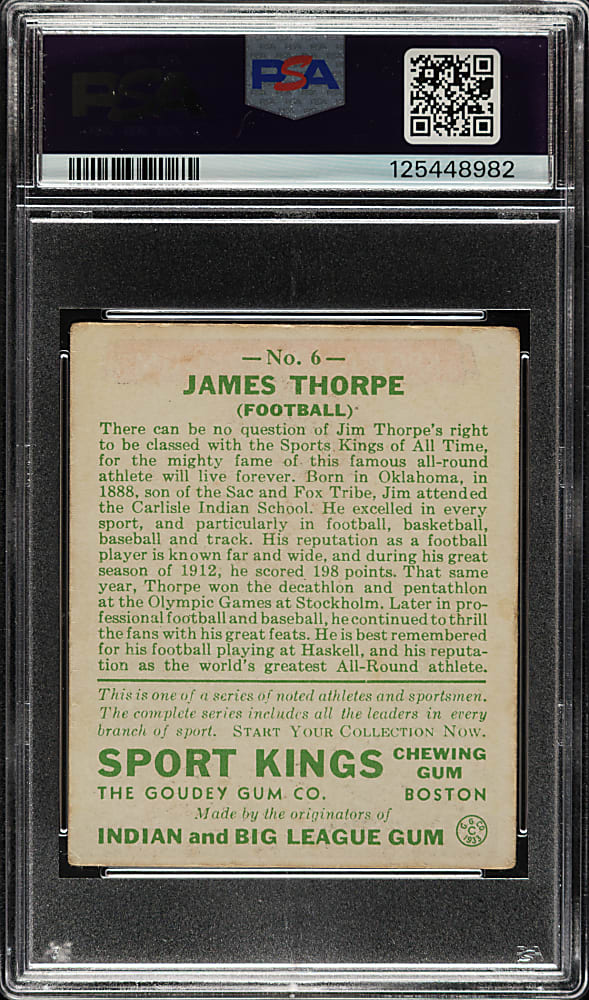 PSA
125448982
—No. 6—
JAMES THORPE
(FOOTBALL)
There can be no question of Jim Thorpe's right
to be classed with the Sports Kings of All Time,
for the mighty fame of this famous all-round
athlete will live forever. Born in Oklahoma, in
1888, son of the Sac and Fox Tribe, Jim attended
the Carlisle Indian School. He excelled in every
sport, and particularly in football, basketball,
baseball and track. His reputation as a football
player is known far and wide, and during his great
season of 1912, he scored 198 points. That same
year, Thorpe won the decathlon and pentathlon
at the Olympic Games at Stockholm. Later in pro-
fessional football and baseball, he continued to thrill
the fans with his great feats. He is best remembered
for his football playing at Haskell, and his reputa-
tion as the world's greatest All-Round athlete.
This is one of a series of noted athletes and sportsmen.
The complete series includes all the leaders in every
branch of sport. START YOUR COLLECTION NOW.
SPORT KINGS CHEWING GUM
THE GOUDEY GUM CO. BOSTON
Made by the originators of
INDIAN and BIG LEAGUE GUM
G. G. CO.
C
1933